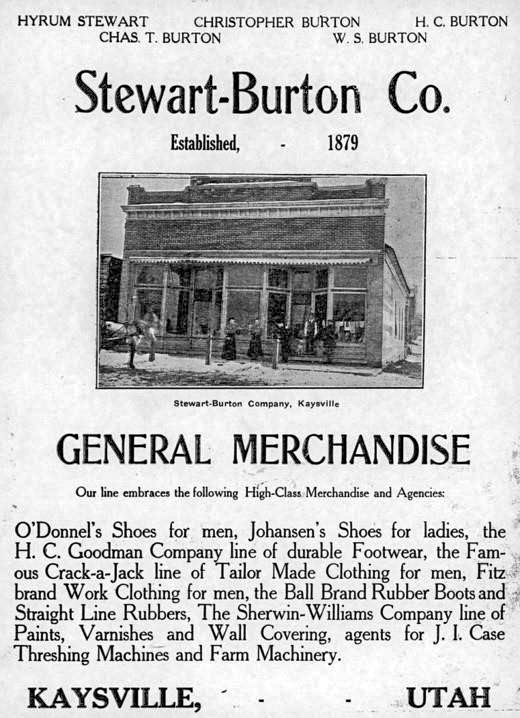 HYRUM STEWART CHRISTOPHER BURTON H. C. BURTON
CHAS. T. BURTON W. S. BURTON
Stewart-Burton Co.
Established, - 1879
Stewart-Burton Company, Kaysville
GENERAL MERCHANDISE
Our line embraces the following High-Class Merchandise and Agencies:
O'Donnel's Shoes for men, Johansen's Shoes for ladies, the
H. C. Goodman Company line of durable Footwear, the Fam-
ous Crack-a-Jack line of Tailor Made Clothing for men, Fitz
brand Work Clothing for men, the Ball Brand Rubber Boots and
Straight Line Rubbers, The Sherwin-Williams Company line of
Paints, Varnishes and Wall Covering, agents for J. I. Case
Threshing Machines and Farm Machinery.
KAYSVILLE, - - UTAH